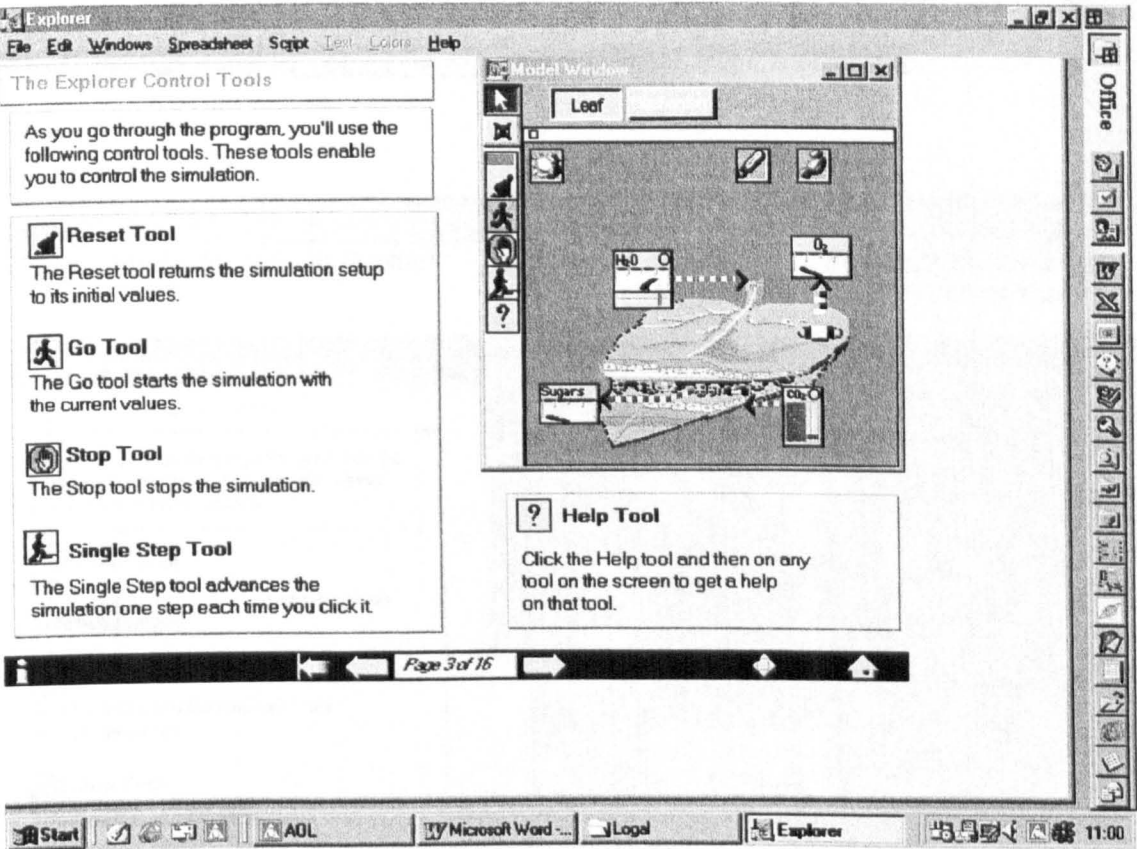 Explorer
File Edit Windows Spreadsheet Script Text Colors Help
The Explorer Control Tools
As you go through the program, you'll use the
following control tools. These tools enable
you to control the simulation.
Reset Tool
The Reset tool returns the simulation setup
to its initial values.
Go Tool
The Go tool starts the simulation with
the current values.
Stop Tool
The Stop tool stops the simulation.
Single Step Tool
The Single Step tool advances the
simulation one step each time you click it.
Model Window
Leaf
?
H₂O
O₂
Sugars
CO₂
? Help Tool
Click the Help tool and then on any
tool on the screen to get a help
on that tool.
i
Page 3 of 16
Office
Start
AOL
Microsoft Word -...
Logal
Explorer
11:00